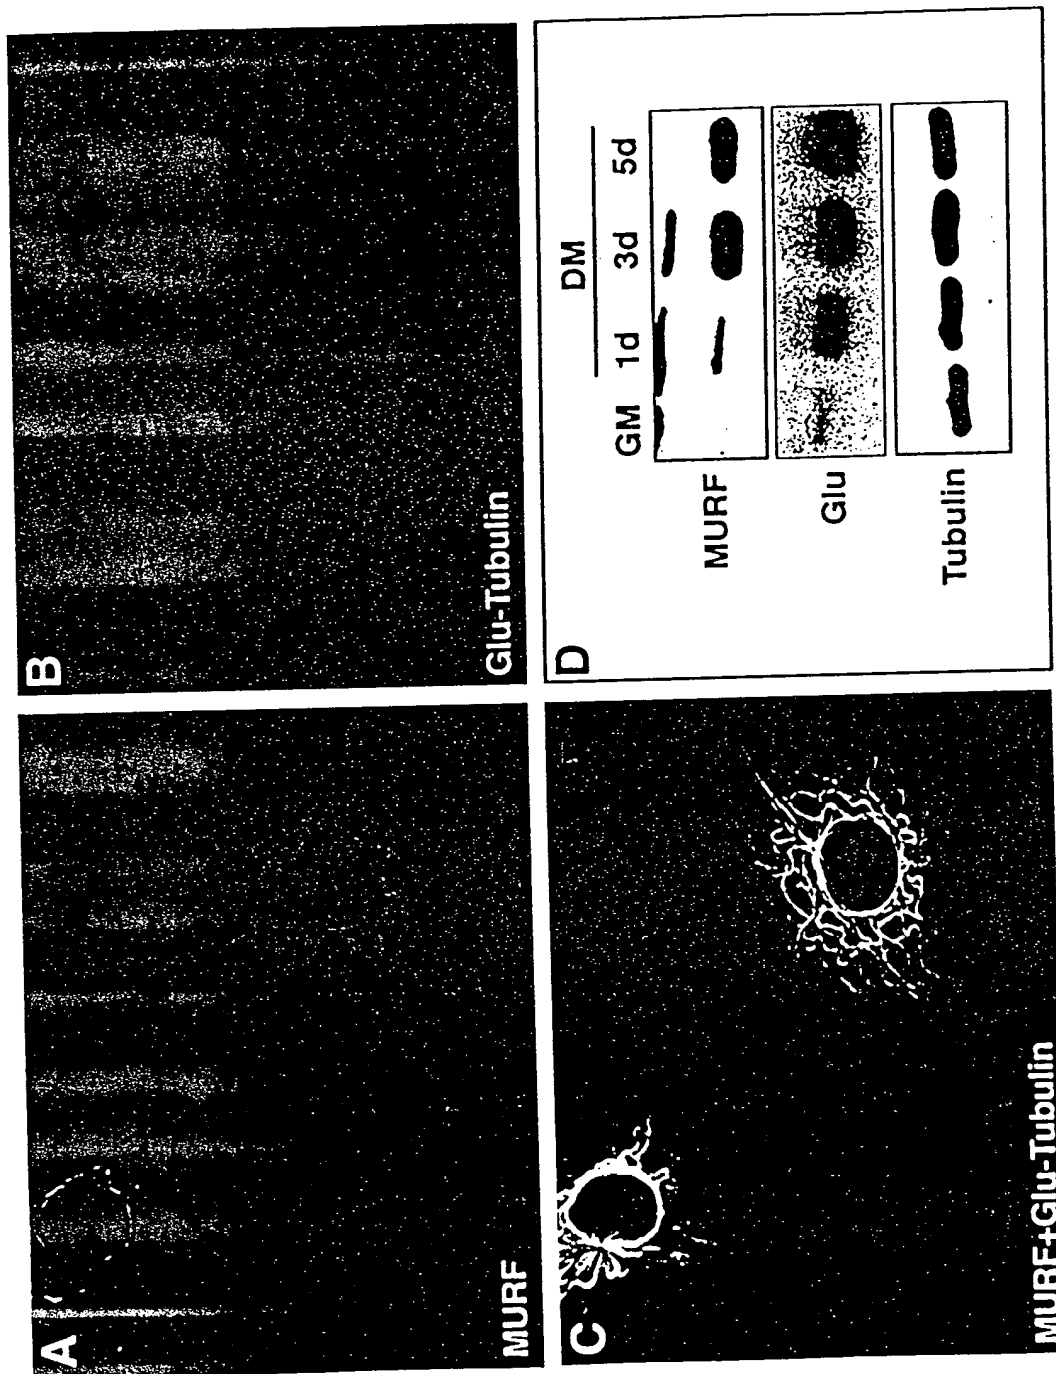 A
MURF
B
Glu-Tubulin
C
MURF+Glu-Tubulin
D
DM
GM 1d 3d 5d
MURF
Glu
Tubulin